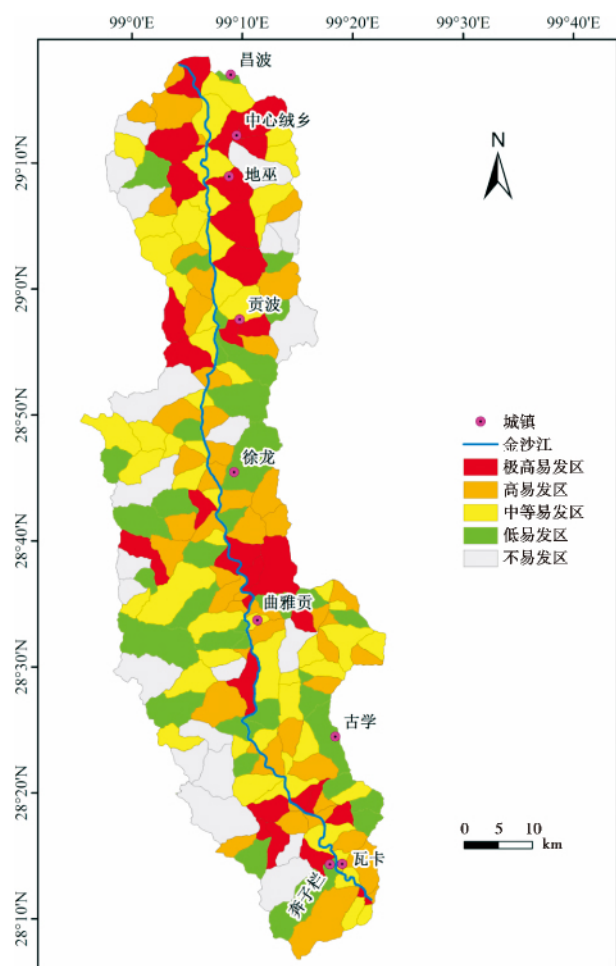 99°0′E 99°10′E 99°20′E 99°30′E 99°40′E
昌波
中心绒乡
N
29°10′N
地巫
29°0′N
贡波
28°50′N
城镇
金沙江
徐龙
极高易发区
高易发区
中等易发区
28°40′N
低易发区
不易发区
曲雅贡
28°30′N
古学
28°20′N
0 5 10
km
瓦卡
奔子栏
28°10′N